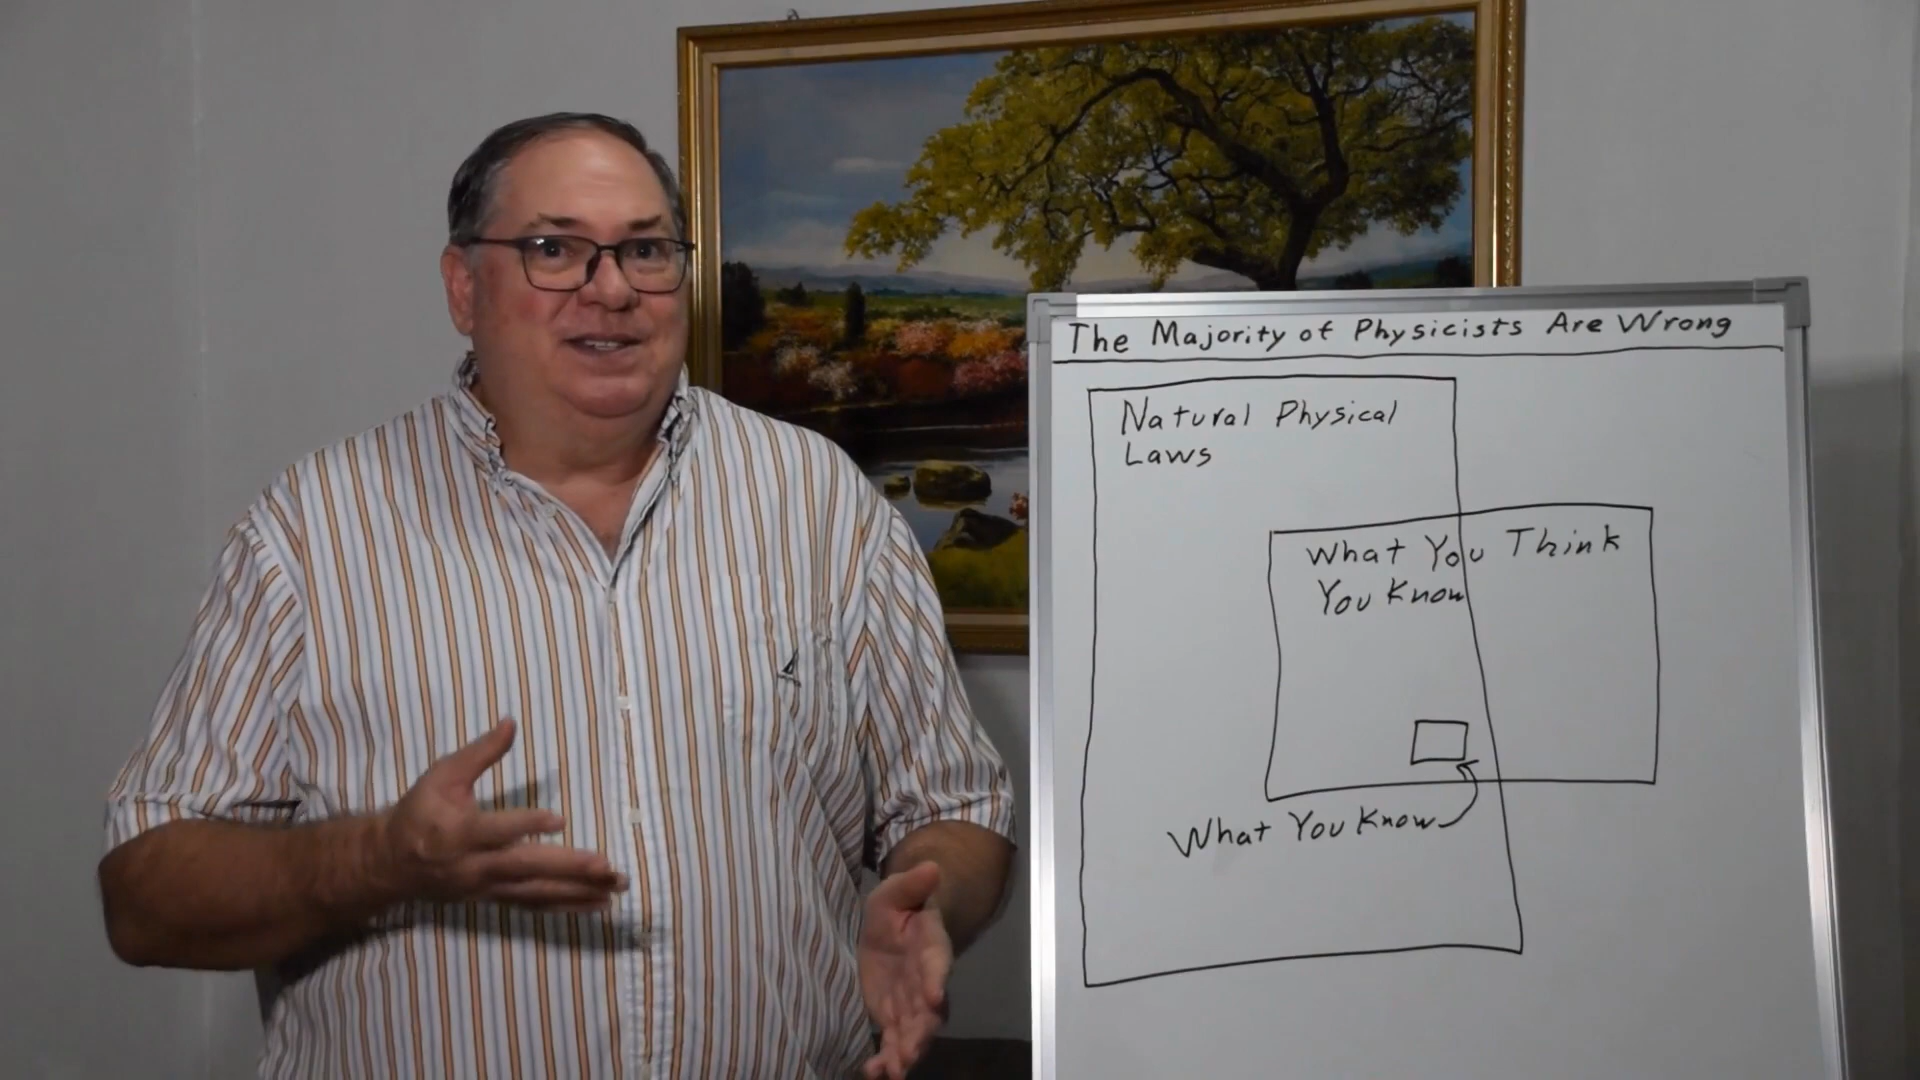 The Majority of Physicists Are Wrong
Natural Physical
Laws
What You Think
You Know
What You Know